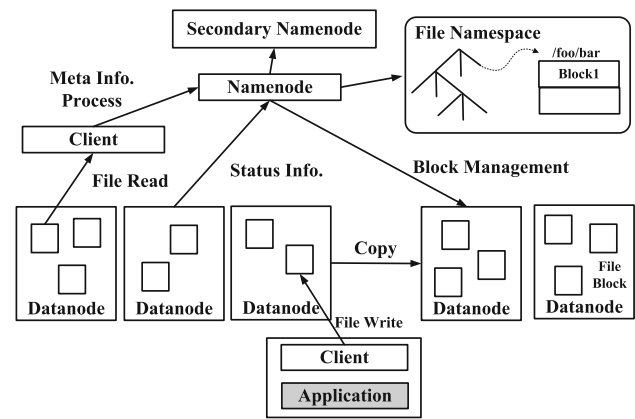 Secondary Namenode
File Namespace
/foo/bar
Block1
Meta Info.
Process
Namenode
Client
File Read
Status Info.
Block Management
Copy
File
Block
Datanode
Datanode
Datanode
Datanode
Datanode
File Write
Client
Application